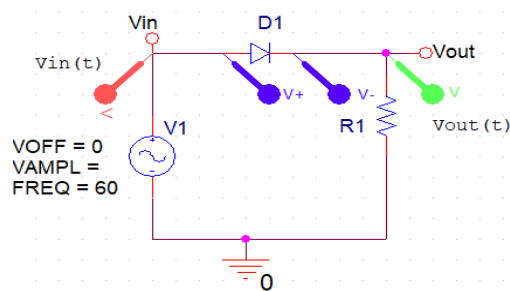 Vin
D1
Vout
Vin(t)
V+
V-
V
V
Vout(t)
R1
V1
VOFF = 0
VAMPL =
FREQ = 60
0